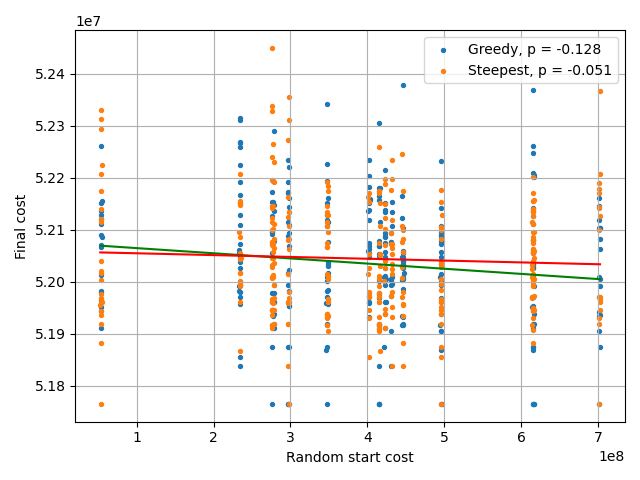 1e7
Greedy, p = -0.128
Steepest, p = -0.051
5.24
5.23
5.22
5.21
5.20
5.19
5.18
Final cost
1 2 3 4 5 6 7
1e8
Random start cost